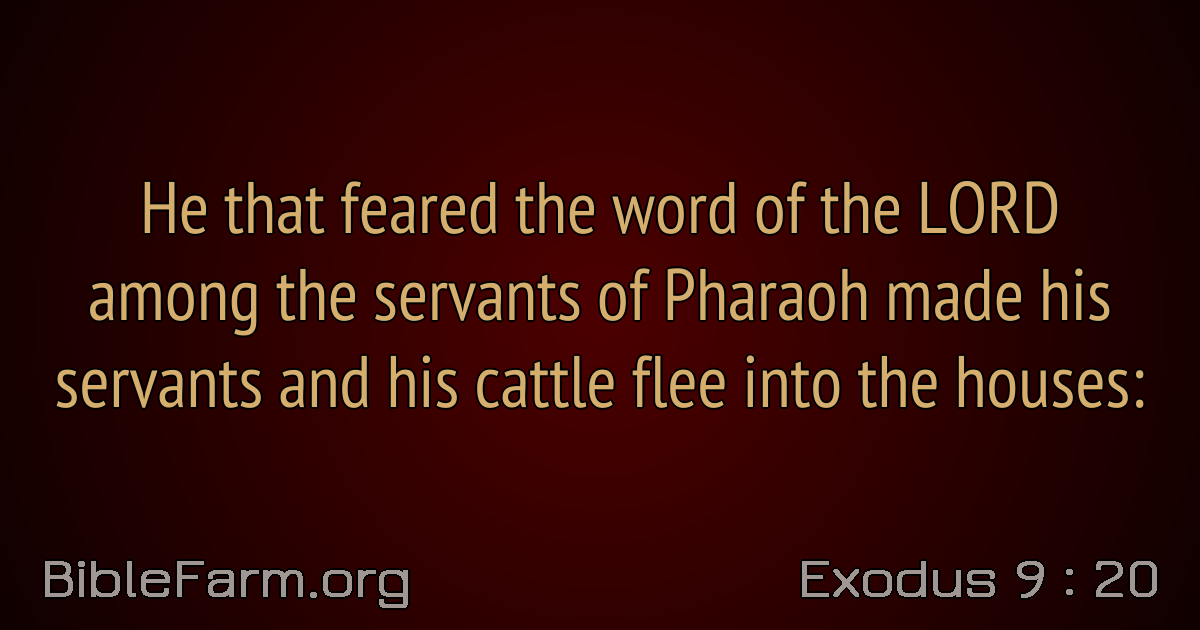 He that feared the word of the LORD
among the servants of Pharaoh made his
servants and his cattle flee into the houses:
BibleFarm.org
Exodus 9 : 20